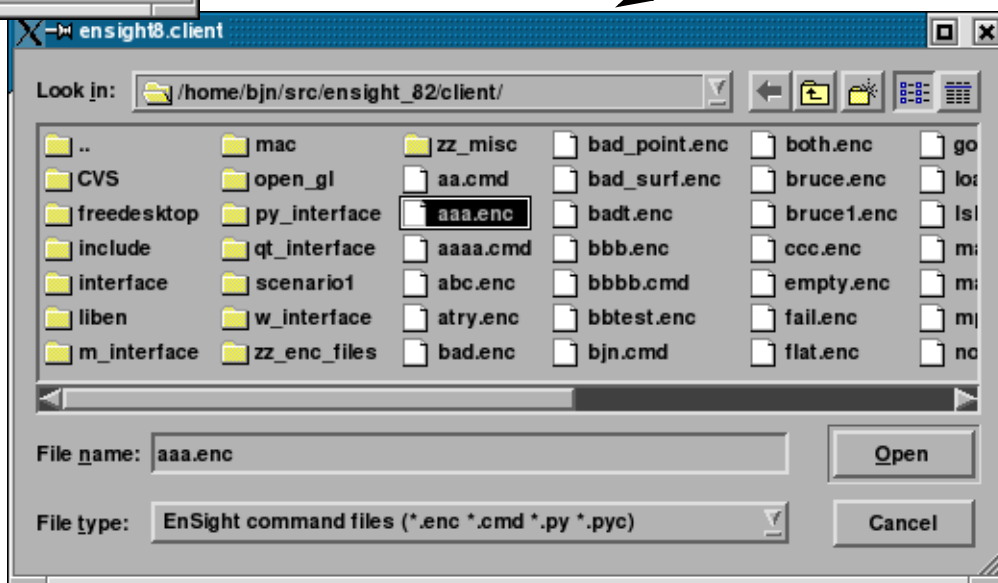 ensight8.client
Look in: /home/bjn/src/ensight_82/client/
.. mac zz_misc bad_point.enc both.enc go
CVS open_gl aa.cmd bad_surf.enc bruce.enc loa
freedesktop py_interface aaa.enc badt.enc bruce1.enc
include qt_interface aaaa.cmd bbb.enc ccc.enc
interface scenario1 abc.enc bbbb.cmd empty.enc
liben w_interface atry.enc bbtest.enc fail.enc
m_interface zz_enc_files bad.enc bjn.cmd flat.enc no
File name: aaa.enc
Open
File type: EnSight command files (*.enc *.cmd *.py *.pyc)
Cancel